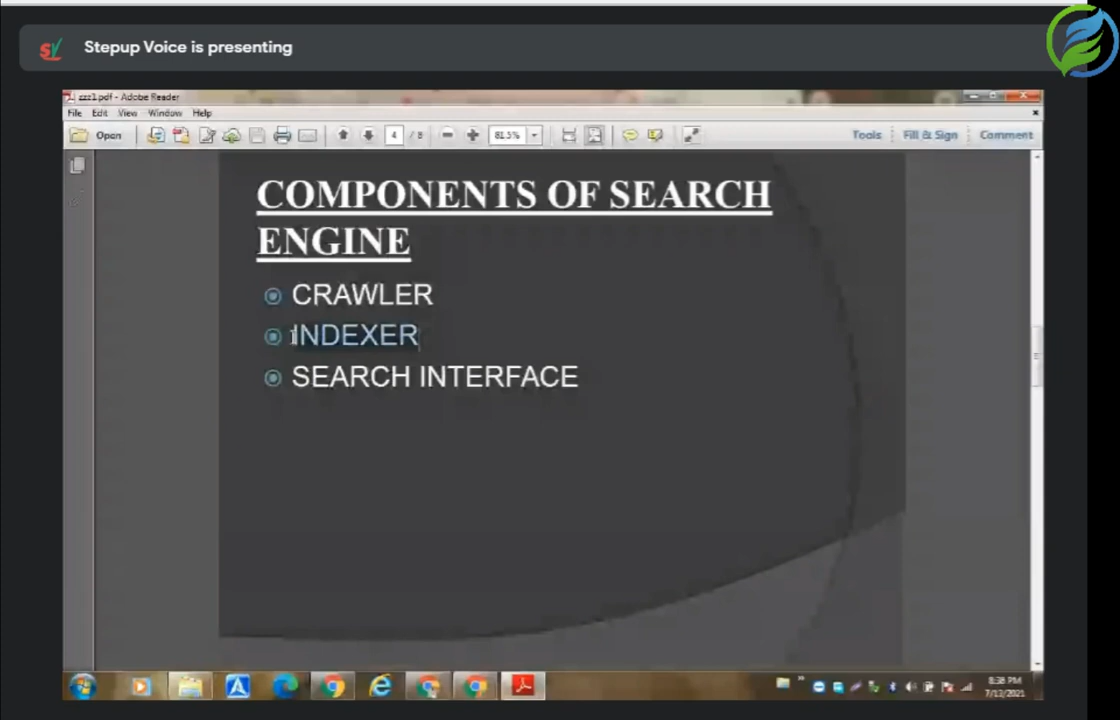 Stepup Voice is presenting
zzz1.pdf - Adobe Reader
File Edit View Window Help
Open 4 / 8 81.5% Tools Fill & Sign Comment
COMPONENTS OF SEARCH
ENGINE
CRAWLER
INDEXER
SEARCH INTERFACE
8:38 PM
7/13/2021